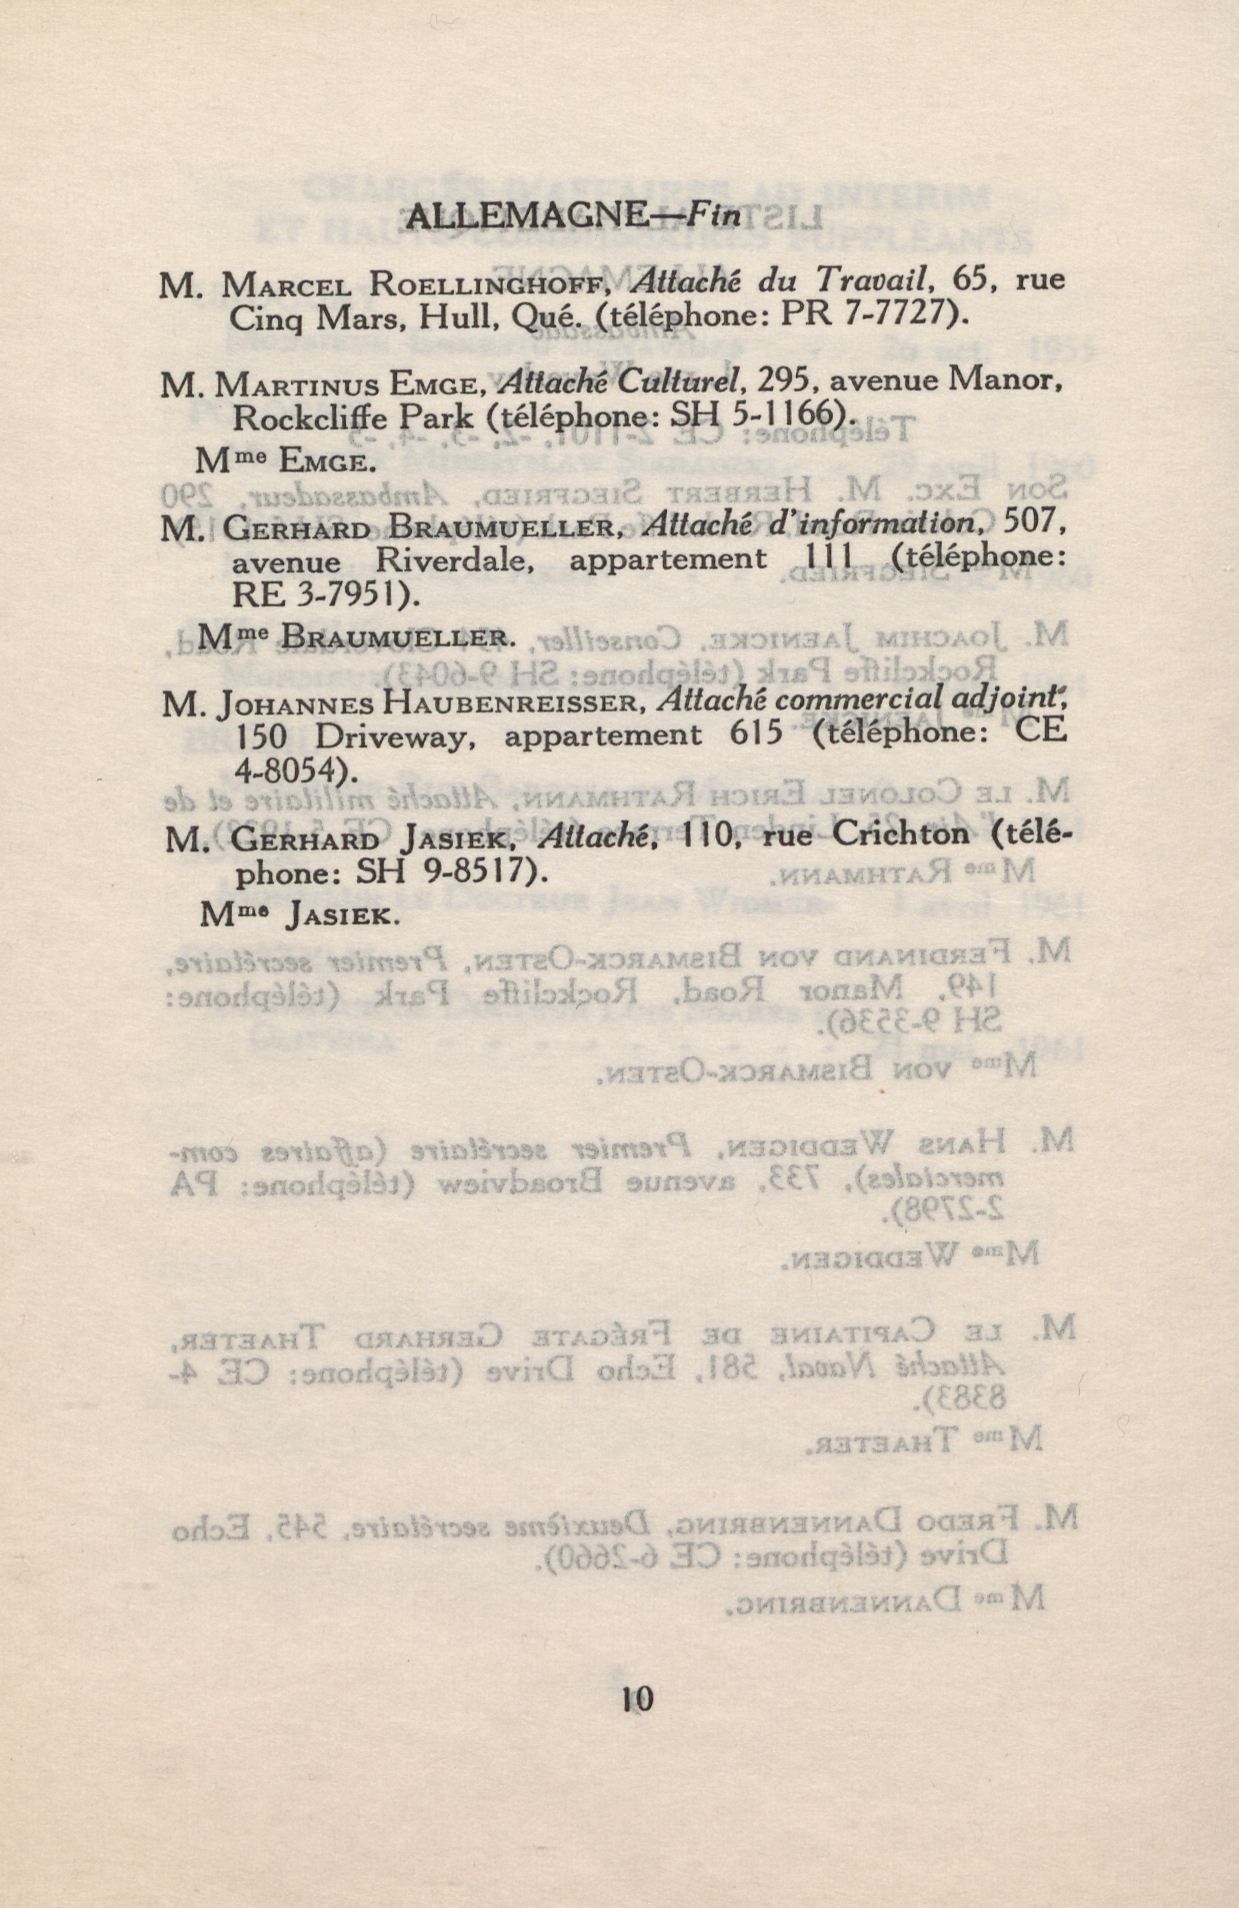 ALLEMAGNE—Fin
M. MARCEL ROELLINGHOFF, Attaché du Travail, 65, rue
Cinq Mars, Hull, Qué. (téléphone: PR 7-7727).
M. MARTINUS EMGE, Attaché Culturel, 295, avenue Manor,
Rockcliffe Park (téléphone: SH 5-1166).
Mme EMGE.
M. GERHARD BRAUMUELLER, Attaché d'information, 507,
avenue Riverdale, appartement 111 (téléphone:
RE 3-7951).
Mme BRAUMUELLER.
M. JOHANNES HAUBENREISSER, Attaché commercial adjoint,
150 Driveway, appartement 615 (téléphone: CE
4-8054).
M. GERHARD JASIEK, Attaché, 110, rue Crichton (télé-
phone: SH 9-8517).
Mme JASIEK.
10